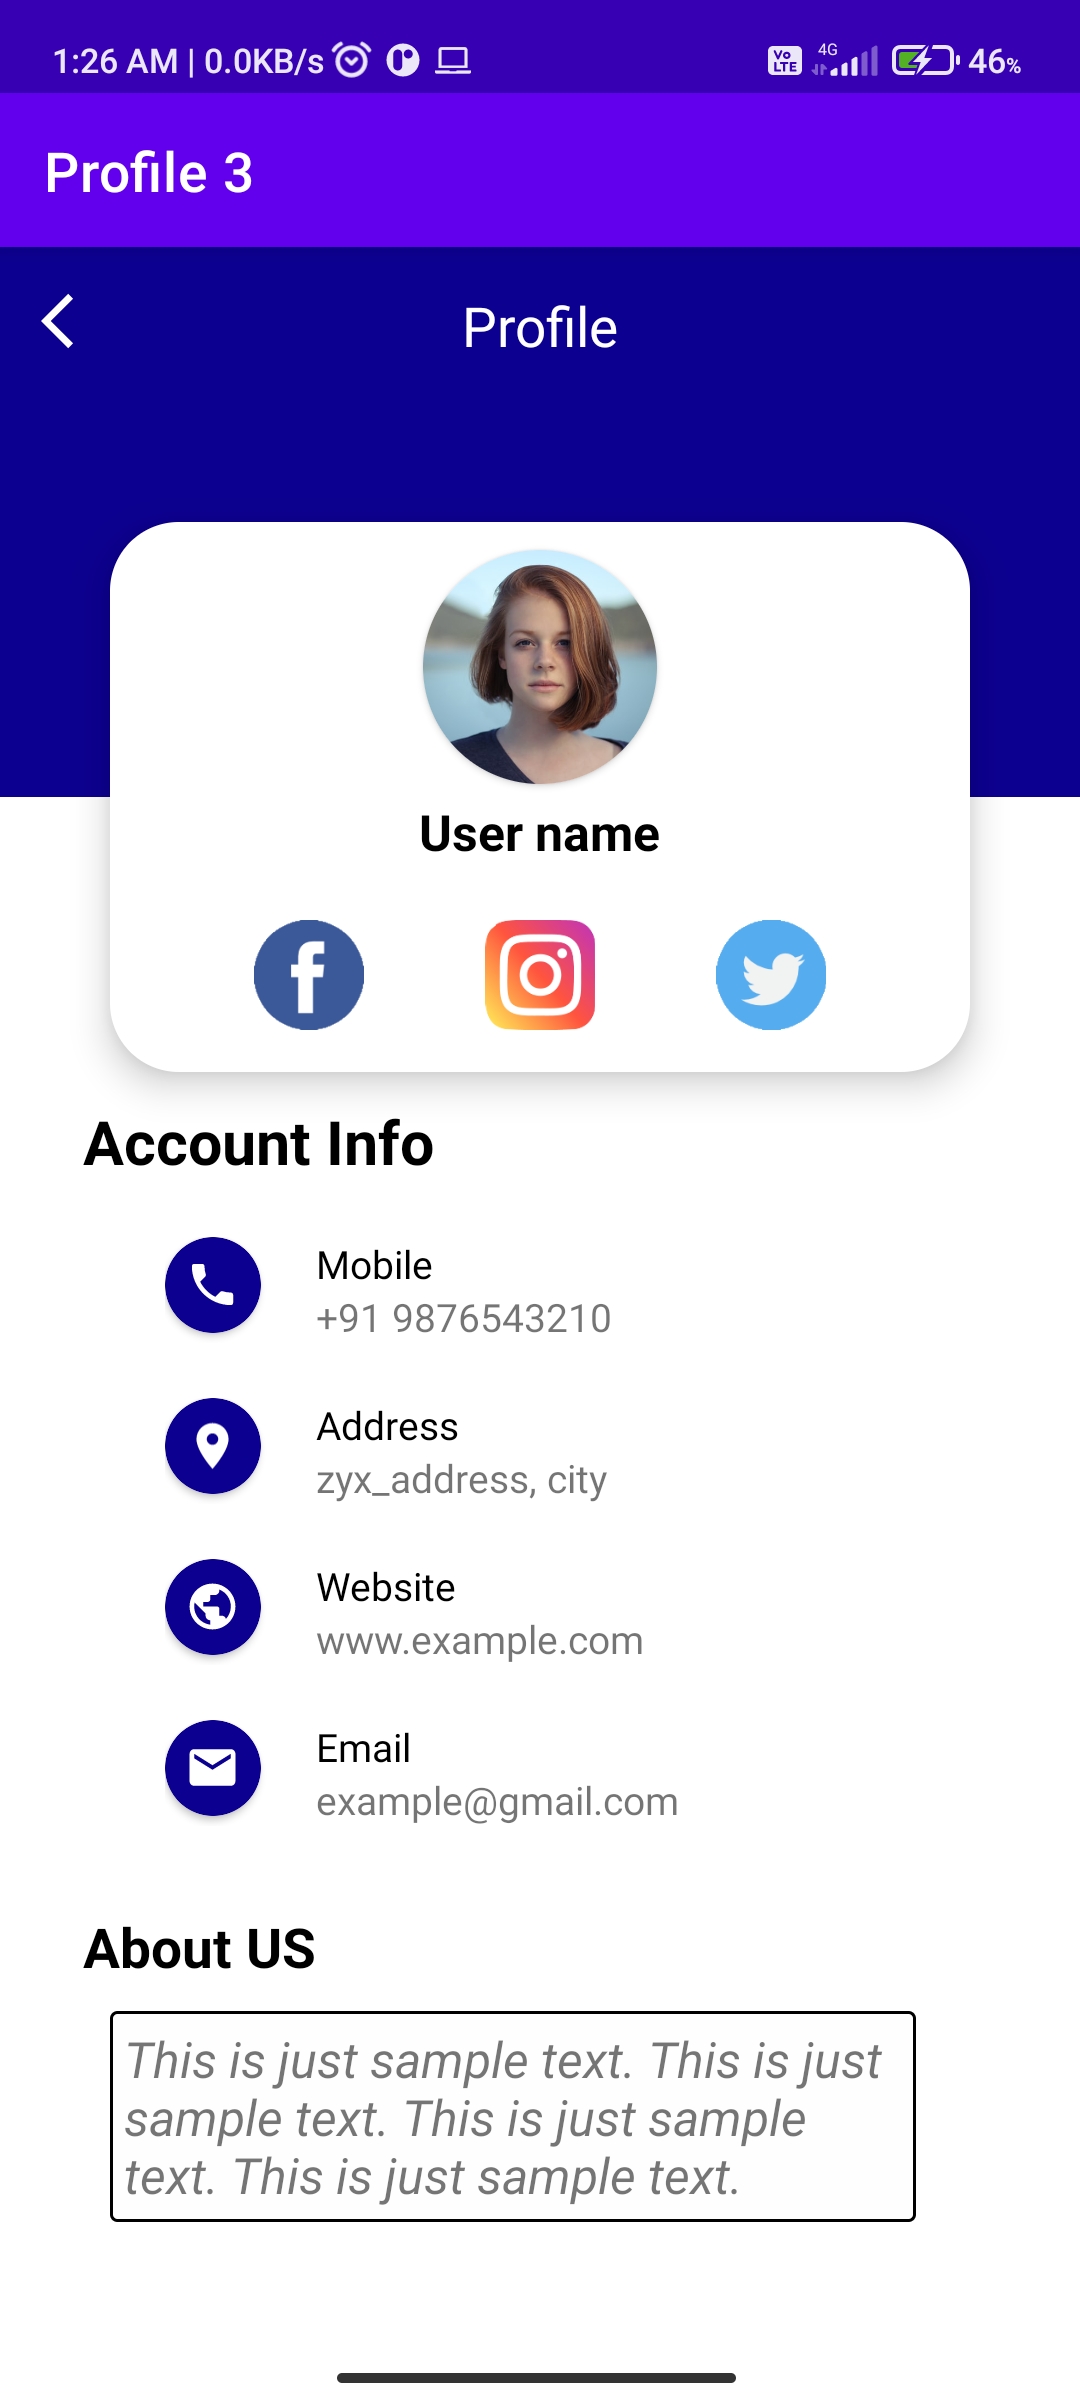 1:26 AM | 0.0KB/s Vo LTE 4G 46%
Profile 3
Profile
User name
Account Info
Mobile
+91 9876543210
Address
zyx_address, city
Website
www.example.com
Email
example@gmail.com
About US
This is just sample text. This is just
sample text. This is just sample
text. This is just sample text.